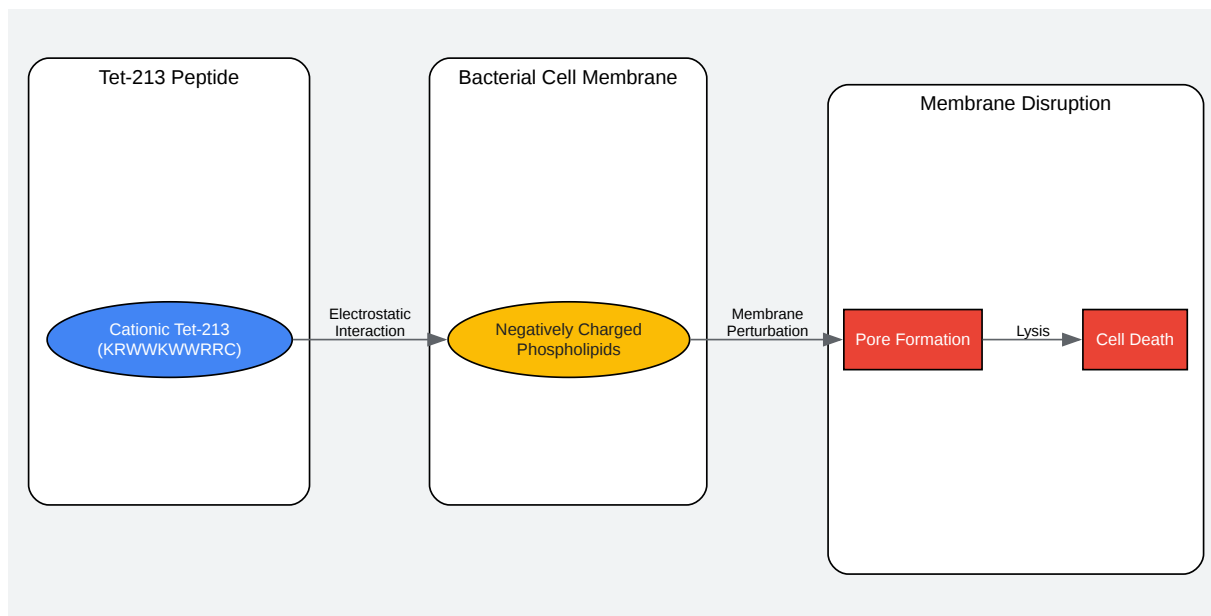 Tet-213 Peptide
Cationic Tet-213
(KRWWKWWRRC)
Electrostatic
Interaction
Bacterial Cell Membrane
Negatively Charged
Phospholipids
Membrane
Perturbation
Membrane Disruption
Pore Formation
Lysis
Cell Death